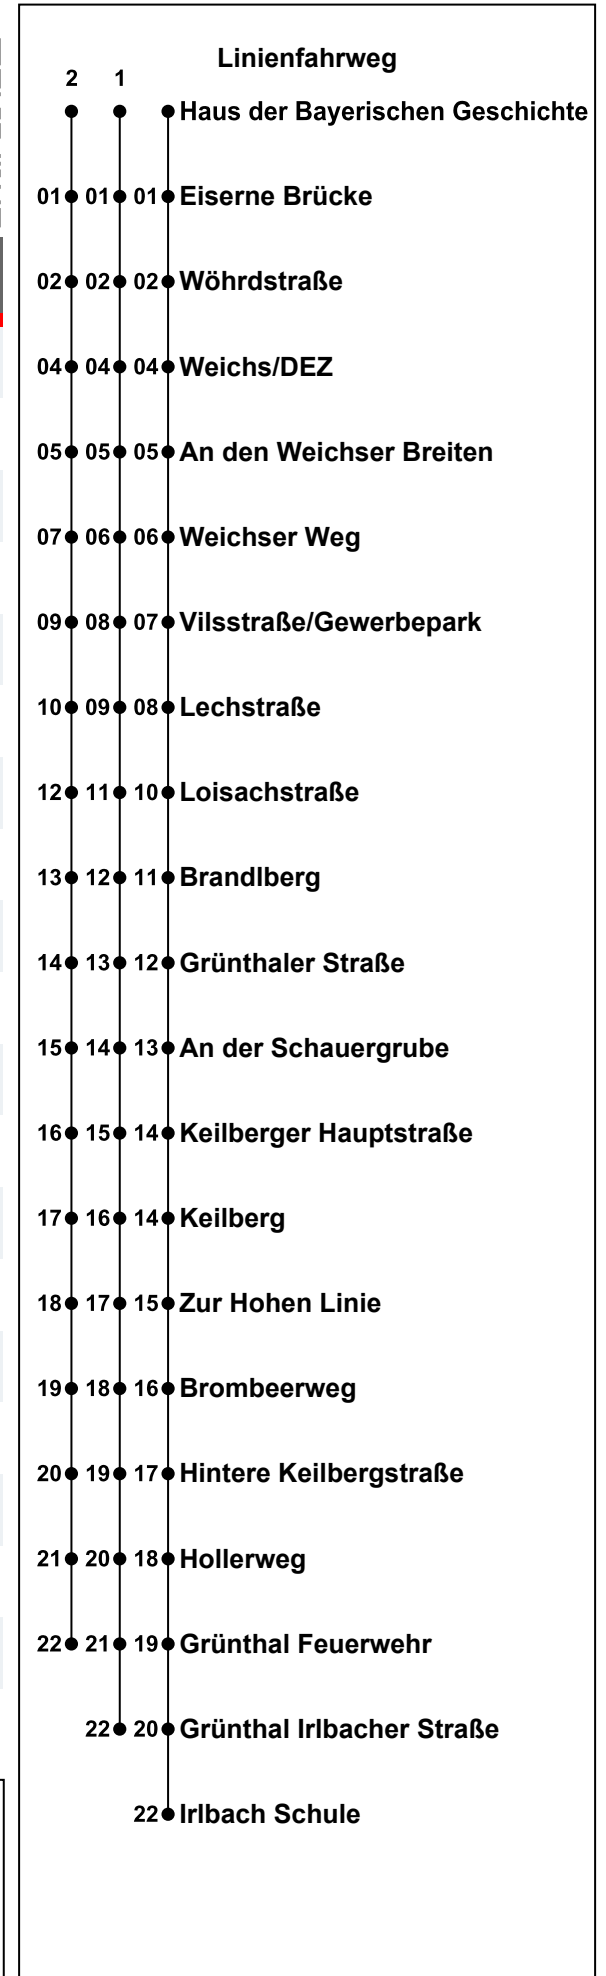 Linienfahrweg
2 1
Haus der Bayerischen Geschichte
01 01 01 Eiserne Brücke
02 02 02 Wöhrdstraße
04 04 04 Weichs/DEZ
05 05 05 An den Weichser Breiten
07 06 06 Weichser Weg
09 08 07 Vilsstraße/Gewerbepark
10 09 08 Lechstraße
12 11 10 Loisachstraße
13 12 11 Brandlberg
14 13 12 Grünthaler Straße
15 14 13 An der Schauergrube
16 15 14 Keilberger Hauptstraße
17 16 14 Keilberg
18 17 15 Zur Hohen Linie
19 18 16 Brombeerweg
20 19 17 Hintere Keilbergstraße
21 20 18 Hollerweg
22 21 19 Grünthal Feuerwehr
22 20 Grünthal Irlbacher Straße
22 Irlbach Schule